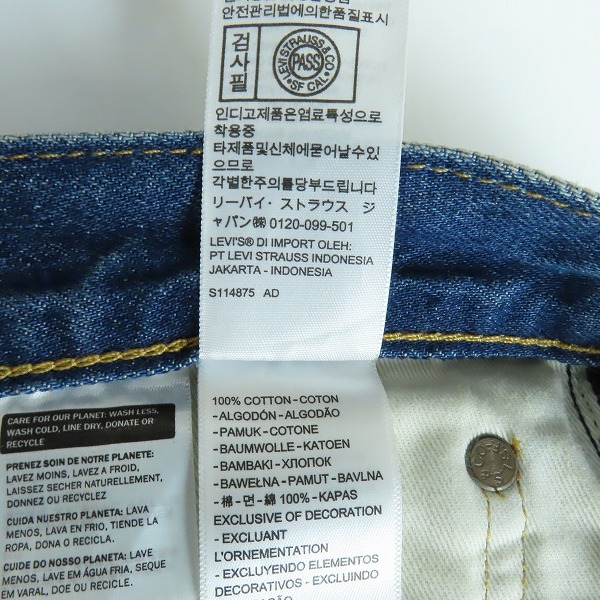 안전관리법에의한품질표시
검사필
LEVI STRAUSS & CO
PASS
SF CAL
인디고제품은염료특성으로
착용중
타제품및신체에묻어날수있
으므로
각별한주의를당부드립니다
リーバイ・ストラウス ジ
ャパン㈱ 0120-099-501
LEVI'S® DI IMPORT OLEH:
PT LEVI STRAUSS INDONESIA
JAKARTA - INDONESIA
S114875 AD
CARE FOR OUR PLANET: WASH LESS,
WASH COLD, LINE DRY, DONATE OR
RECYCLE
PRENEZ SOIN DE NOTRE PLANETE:
LAVEZ MOINS, LAVEZ A FROID,
LAISSEZ SECHER NATURELLEMENT,
DONNEZ OU RECYCLEZ
CUIDA NUESTRO PLANETA: LAVA
MENOS, LAVA EN FRIO, TIENDE LA
ROPA, DONA O RECICLA.
CUIDE DO NOSSO PLANETA: LAVE
MENOS, LAVE EM ÁGUA FRIA, SEQUE
EM VARAL, DOE OU RECICLE.
100% COTTON-COTON
-ALGODÓN-ALGODÃO
-PAMUK-COTONE
-BAUMWOLLE-KATOEN
-BAMBAKI-ХЛОПОК
-BAWEŁNA-PAMUT-BAVLNA
-棉-면-綿 100%-KAPAS
EXCLUSIVE OF DECORATION
- EXCLUANT
L'ORNEMENTATION
- EXCLUYENDO ELEMENTOS
DECORATIVOS - EXCLUINDO